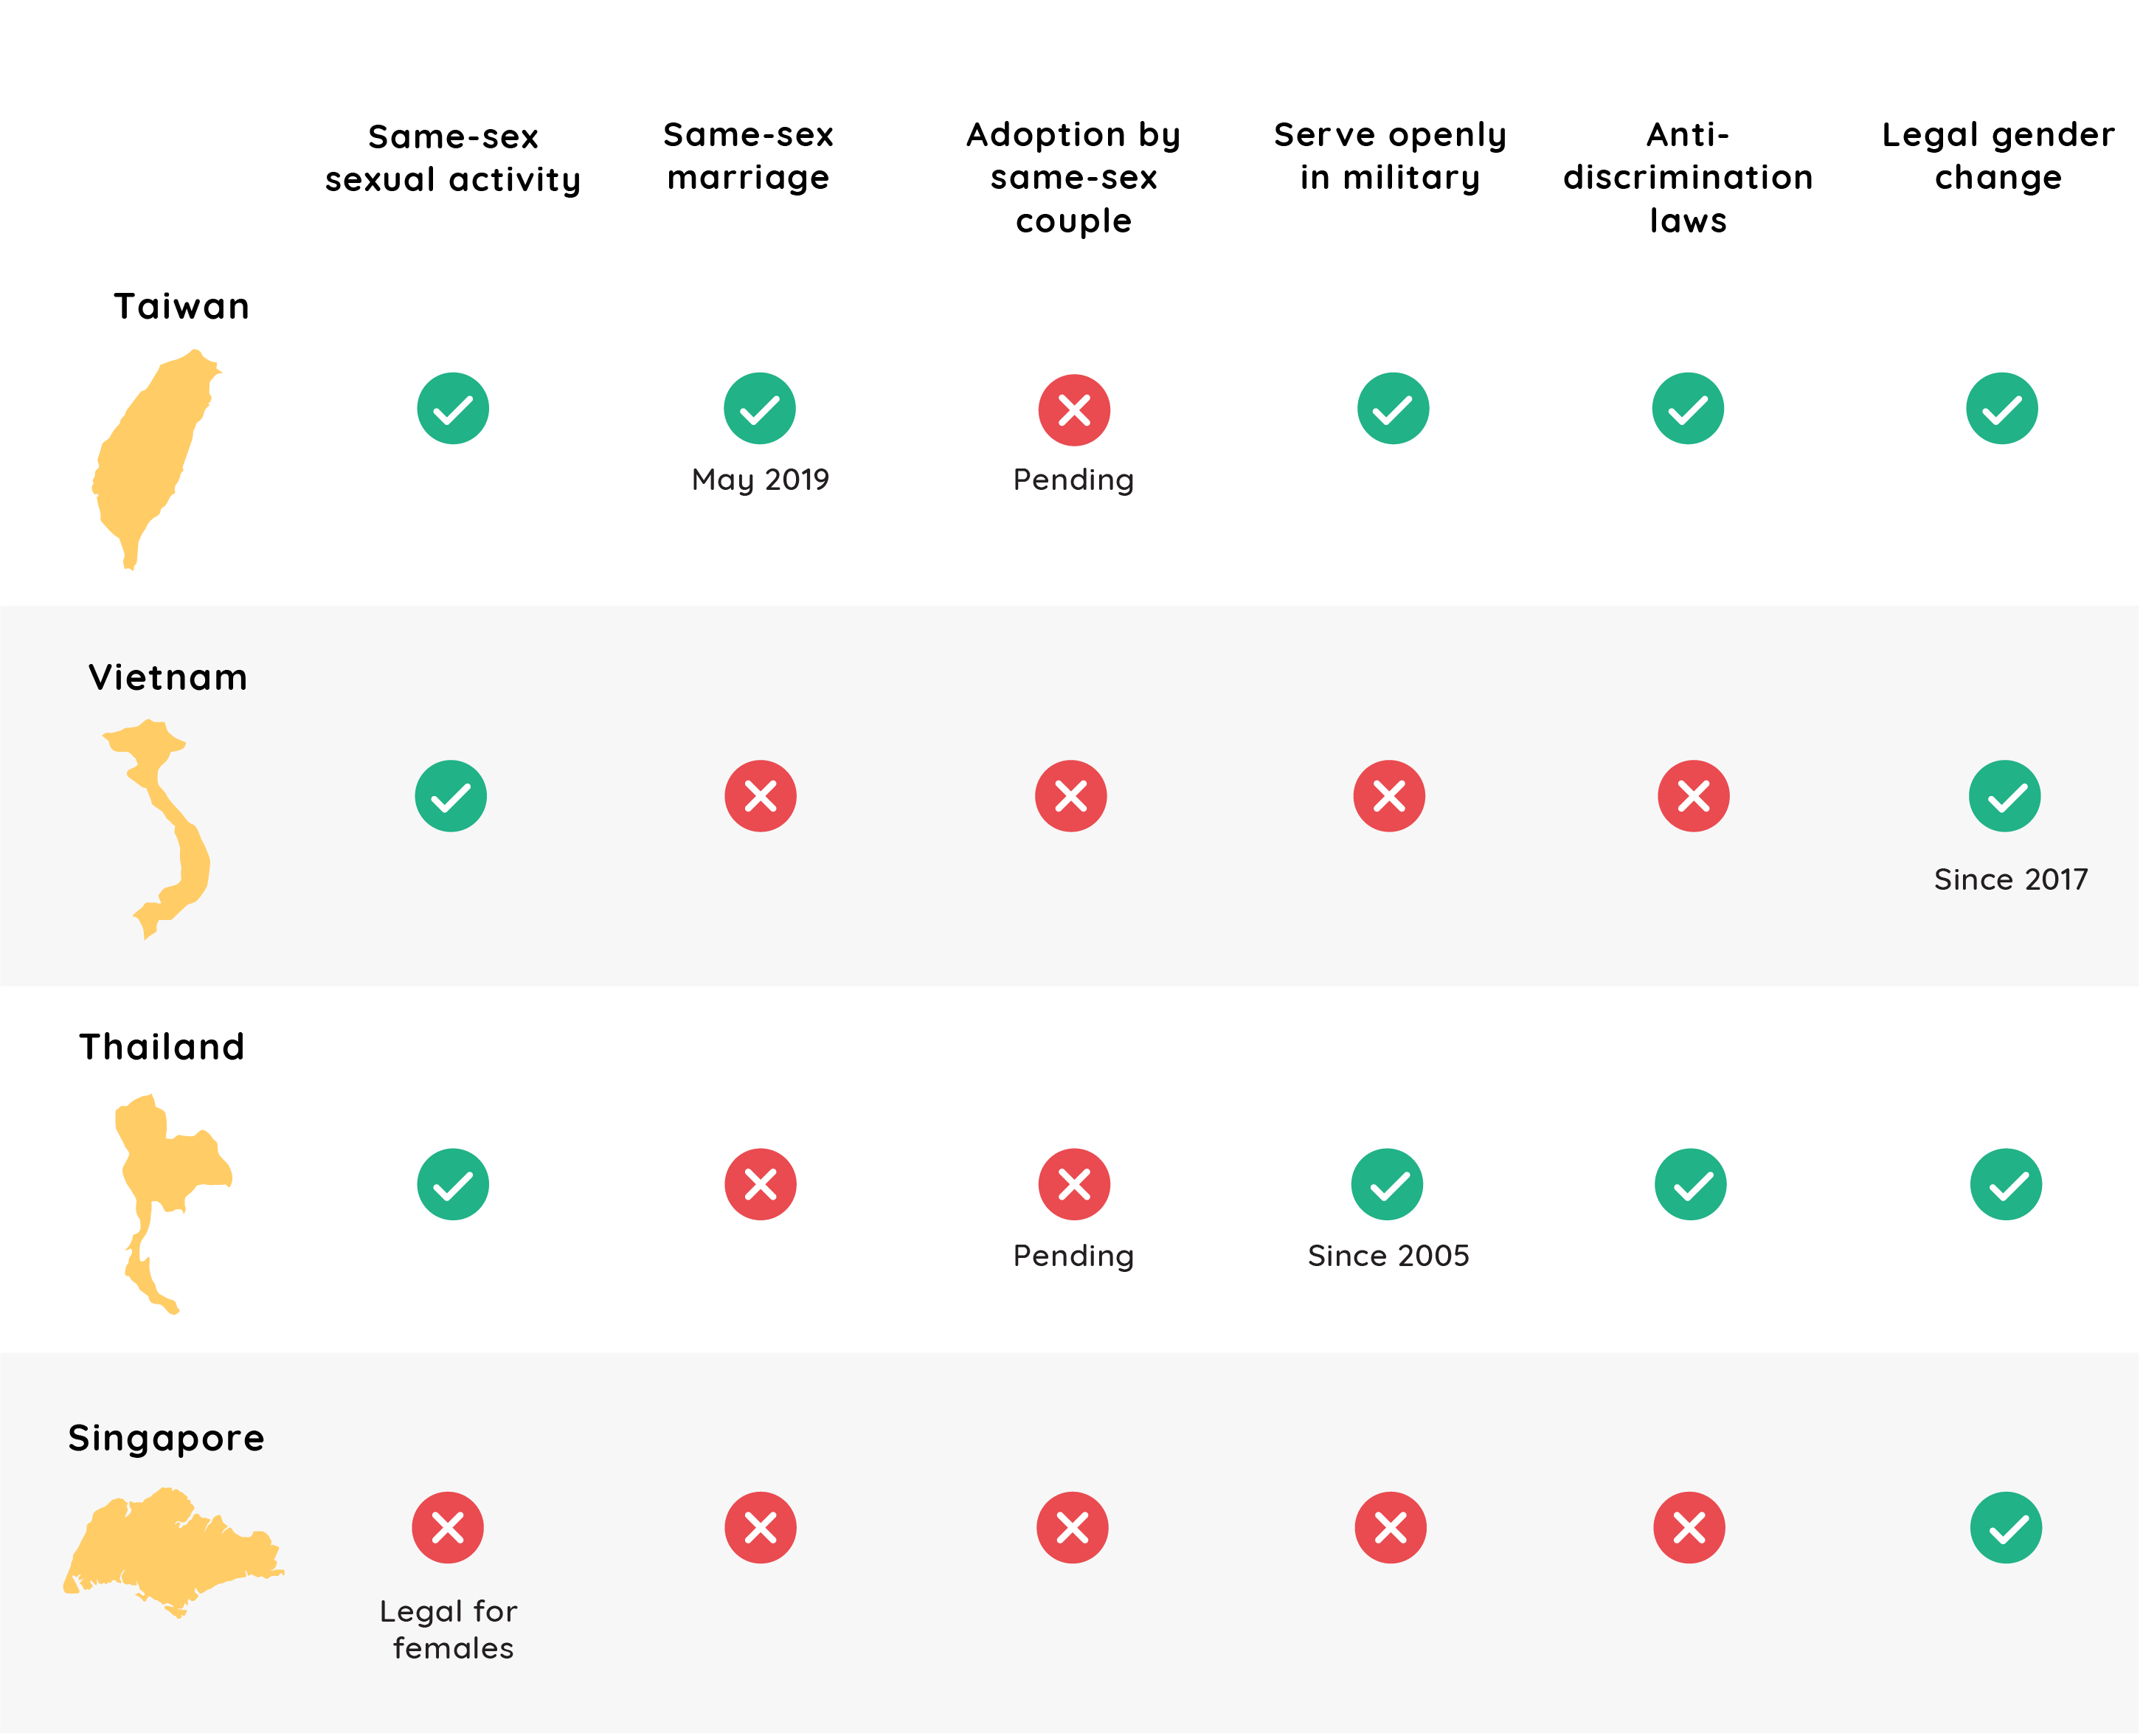 Same-sex
sexual activity
Same-sex
marriage
Adoption by
same-sex
couple
Serve openly
in military
Anti-
discrimination
laws
Legal gender
change
Taiwan
May 2019
Pending
Vietnam
Since 2017
Thailand
Pending
Since 2005
Singapore
Legal for
females